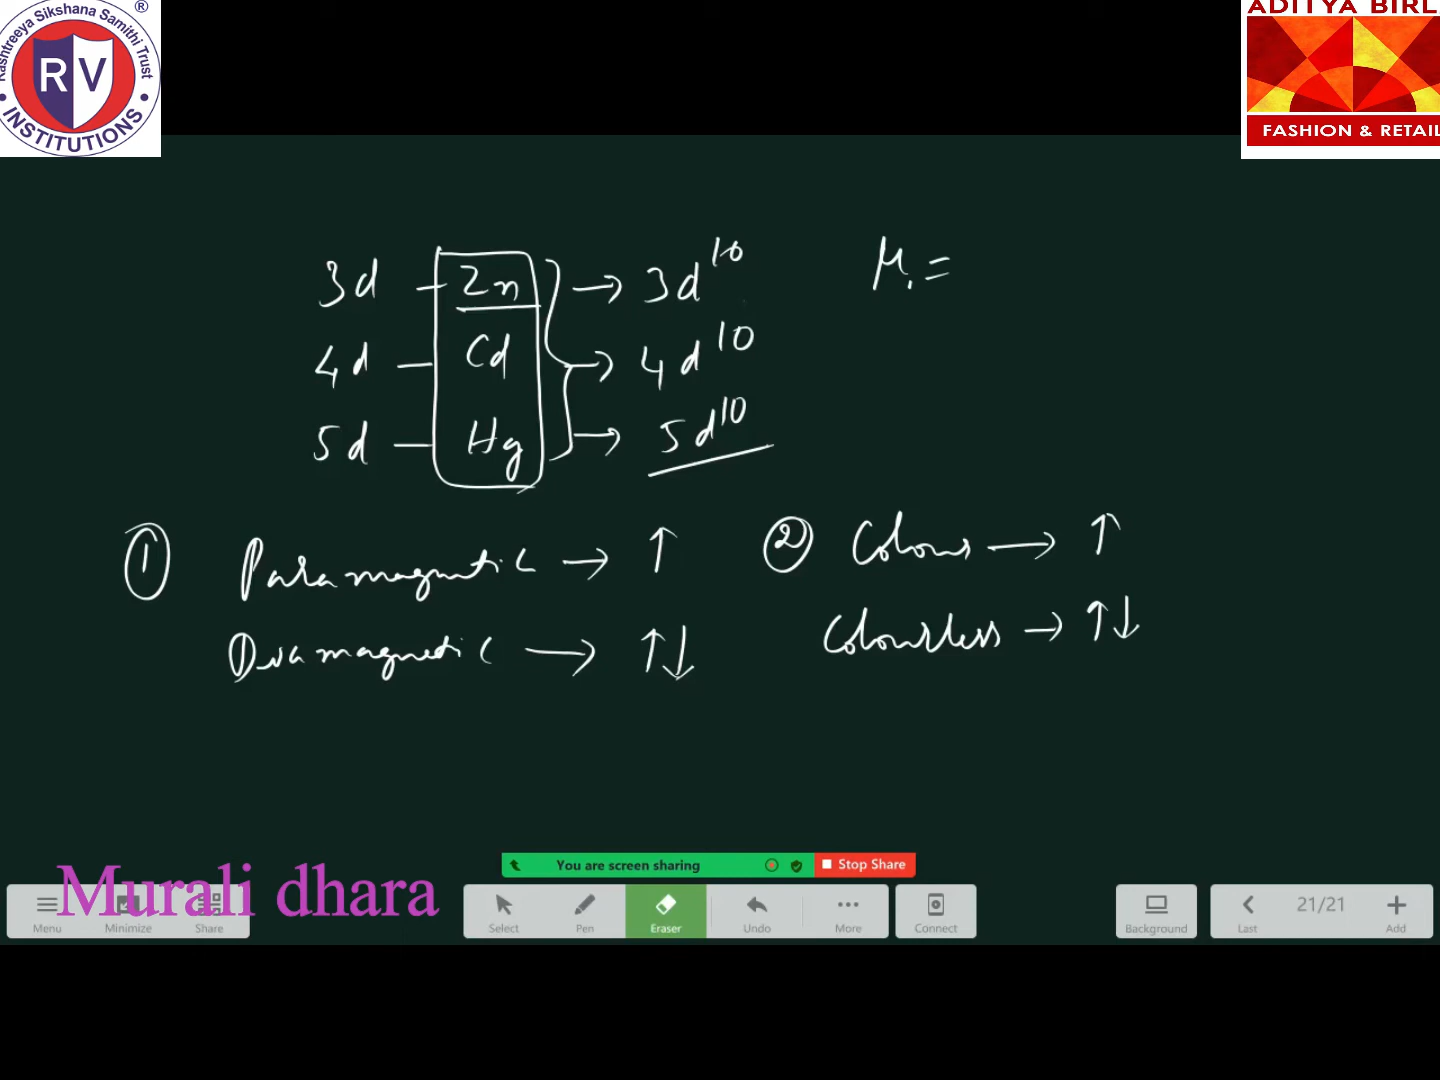 Rashtreeya Sikshana Samithi Trust
®
RV
• INSTITUTIONS •
ADITYA BIRL
FASHION & RETAIL
3d - Zn → 3d¹⁰
μ =
4d - Cd → 4d¹⁰
5d - Hg → 5d¹⁰
① Paramagnetic → ↑
② Colour → ↑
Diamagnetic → ↑↓
Colourless → ↑↓
You are screen sharing
Stop Share
Murali dhara
Menu
Minimize
Share
Select
Pen
Eraser
Undo
More
Connect
Background
Last
21/21
Add